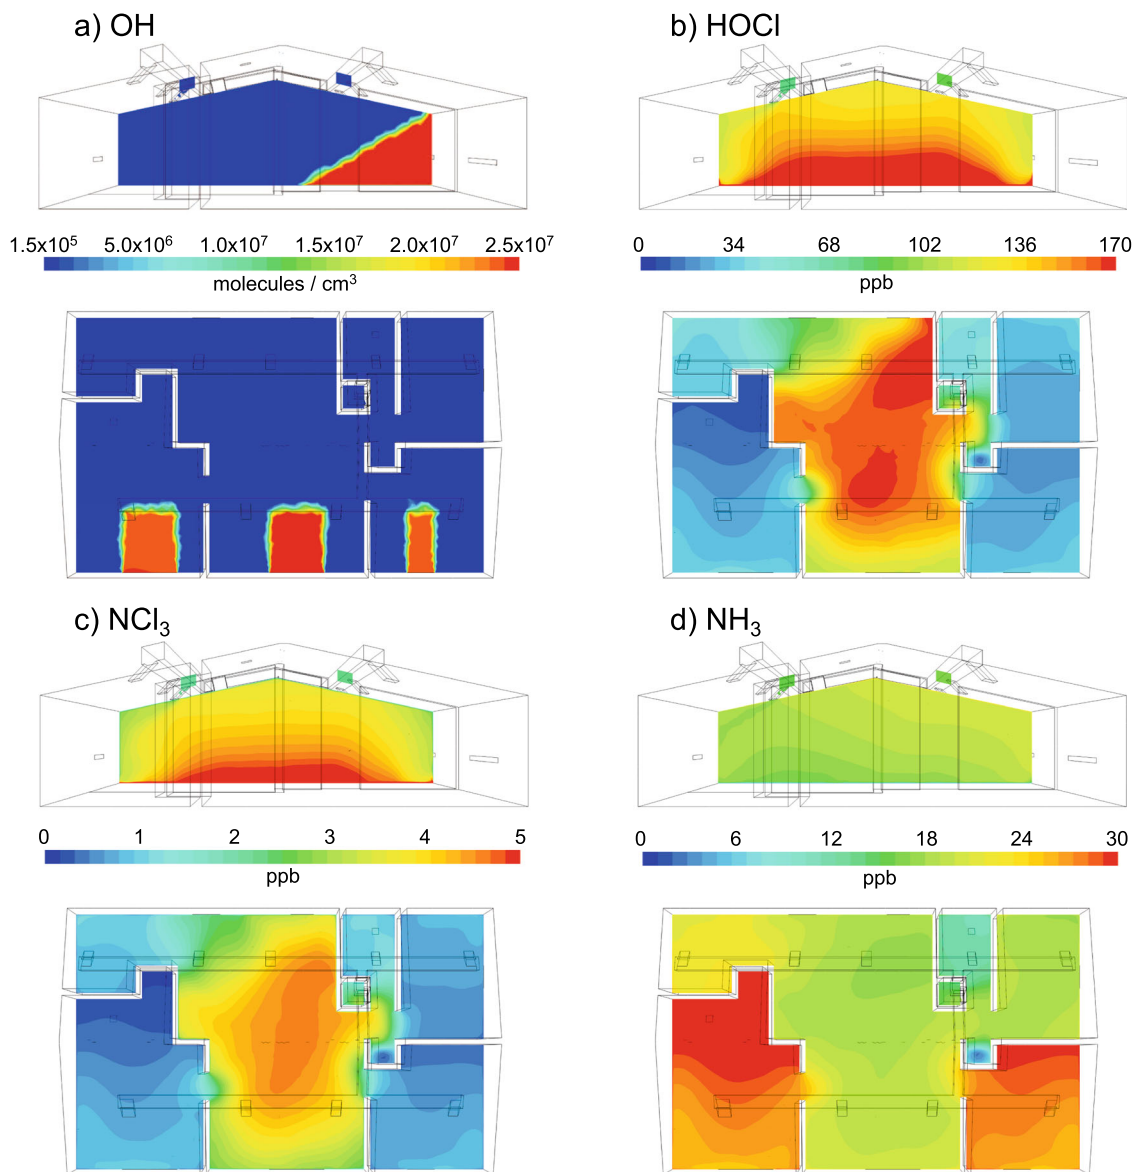 a) OH
b) HOCl
1.5x10⁵ 5.0x10⁶ 1.0x10⁷ 1.5x10⁷ 2.0x10⁷ 2.5x10⁷
molecules / cm³
0 34 68 102 136 170
ppb
c) NCl₃
d) NH₃
0 1 2 3 4 5
ppb
0 6 12 18 24 30
ppb